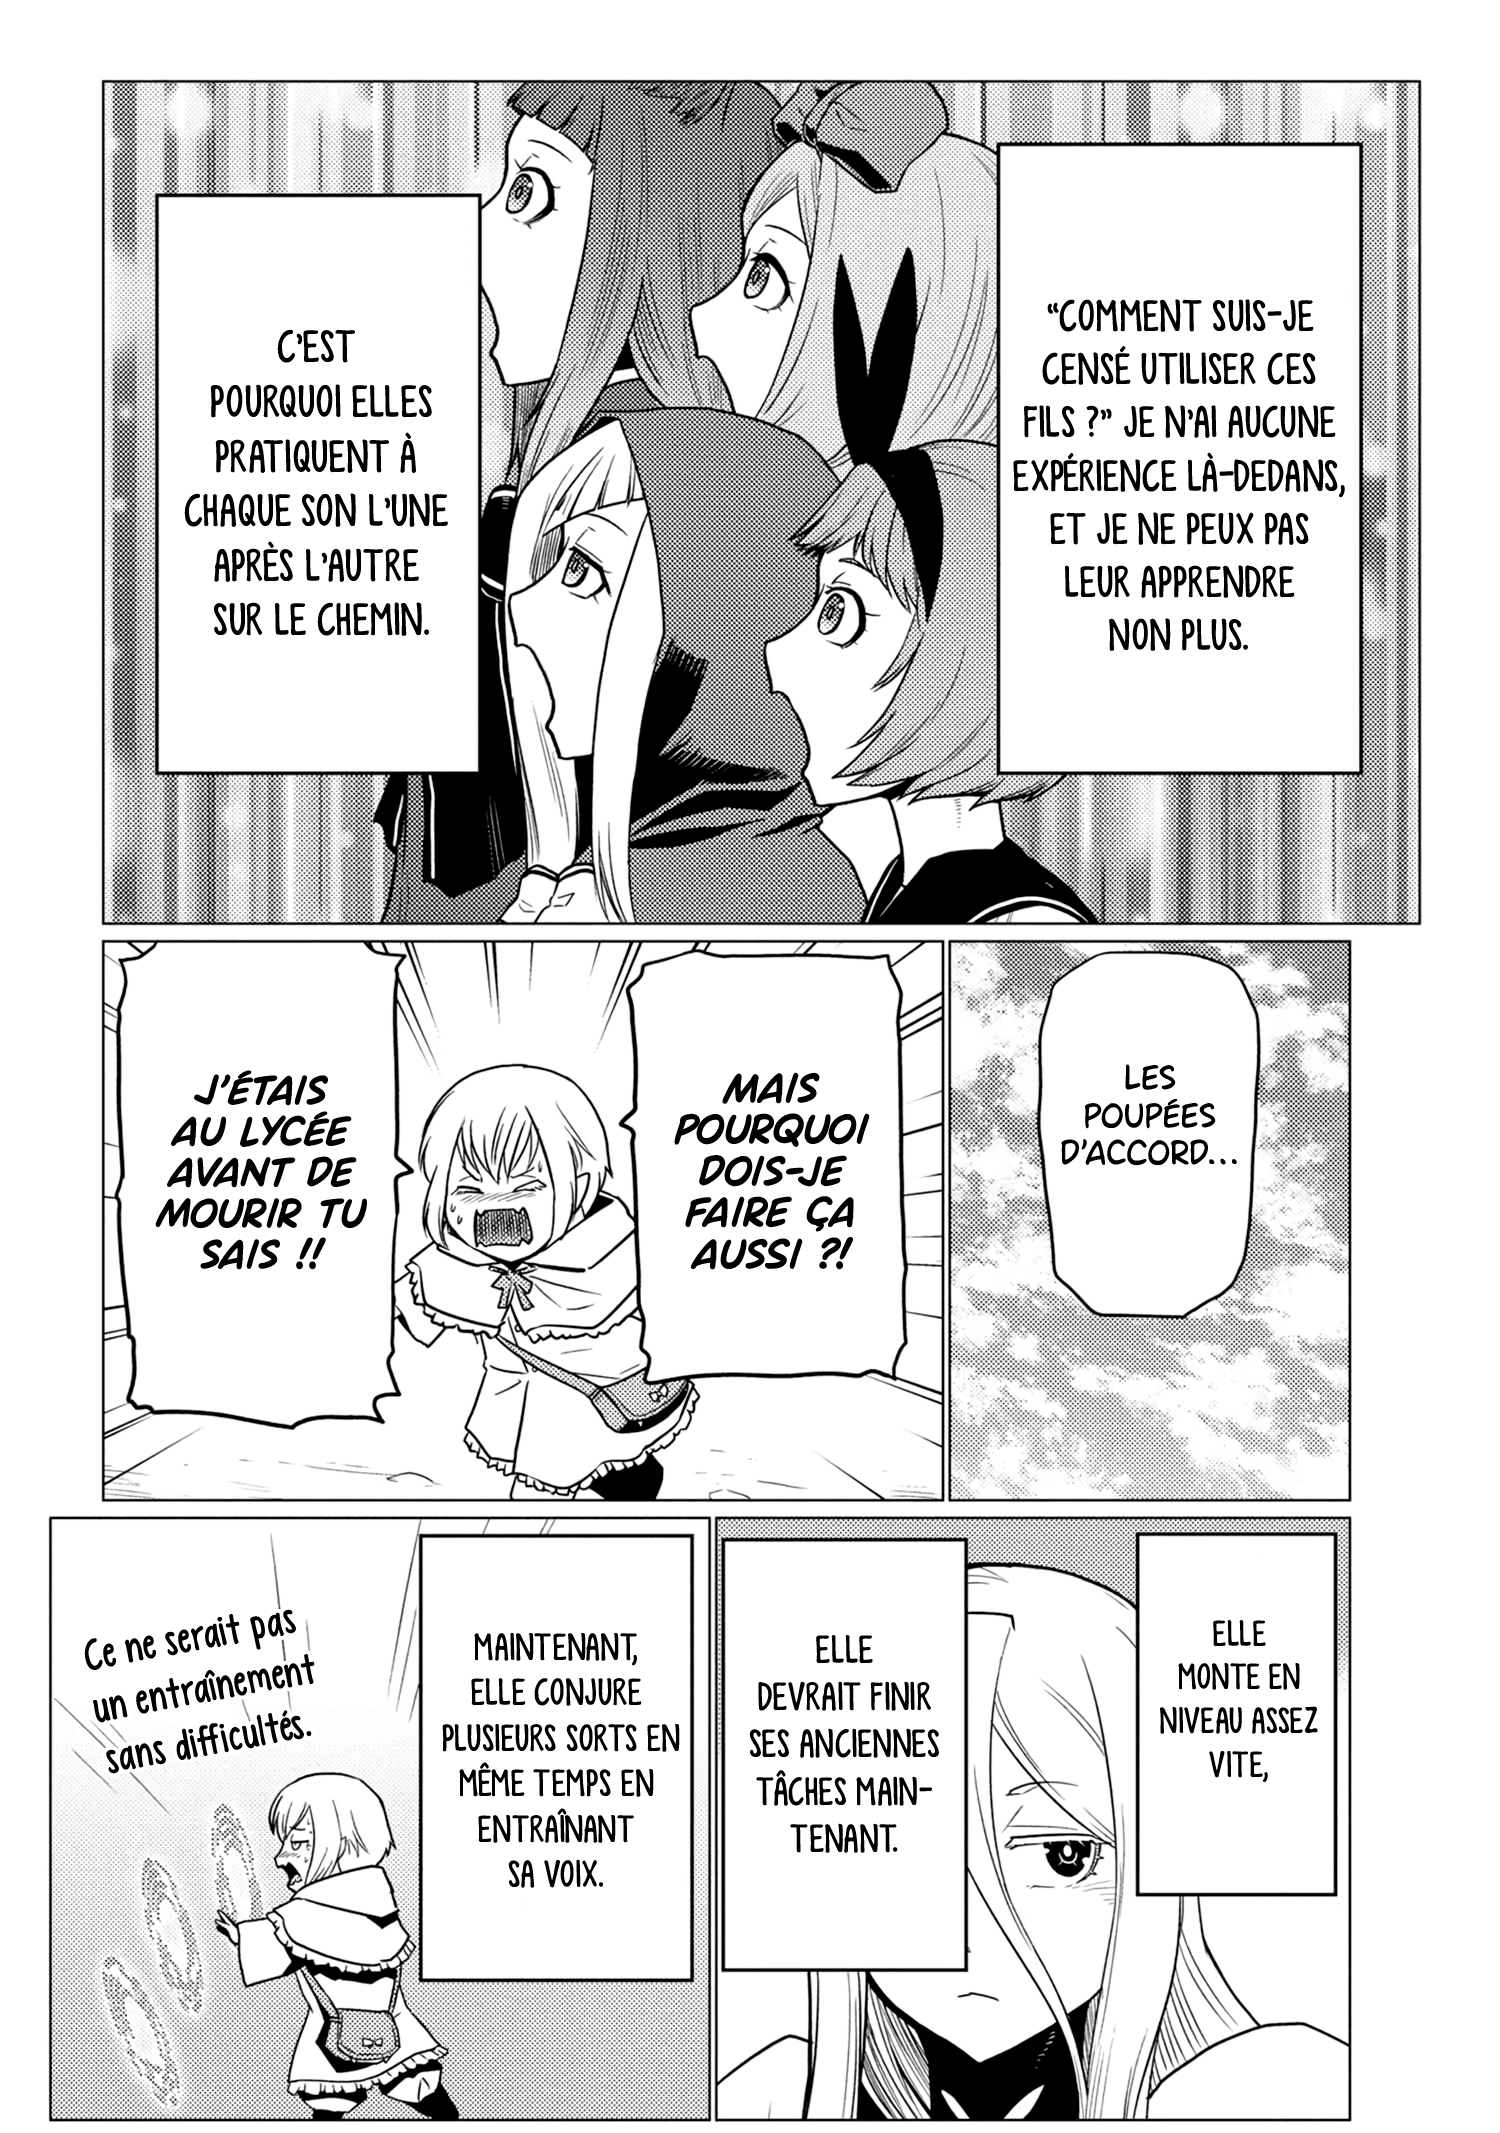 “COMMENT SUIS-JE
CENSÉ UTILISER CES
FILS ?” JE N'AI AUCUNE
EXPÉRIENCE LÀ-DEDANS,
ET JE NE PEUX PAS
LEUR APPRENDRE
NON PLUS.
C'EST
POURQUOI ELLES
PRATIQUENT À
CHAQUE SON L'UNE
APRÈS L'AUTRE
SUR LE CHEMIN.
LES
POUPÉES
D'ACCORD...
MAIS
POURQUOI
DOIS-JE
FAIRE ÇA
AUSSI ?!
J'ÉTAIS
AU LYCÉE
AVANT DE
MOURIR TU
SAIS !!
ELLE
MONTE EN
NIVEAU ASSEZ
VITE,
ELLE
DEVRAIT FINIR
SES ANCIENNES
TÂCHES MAIN-
TENANT.
MAINTENANT,
ELLE CONJURE
PLUSIEURS SORTS EN
MÊME TEMPS EN
ENTRAÎNANT
SA VOIX.
Ce ne serait pas
un entraînement
sans difficultés.